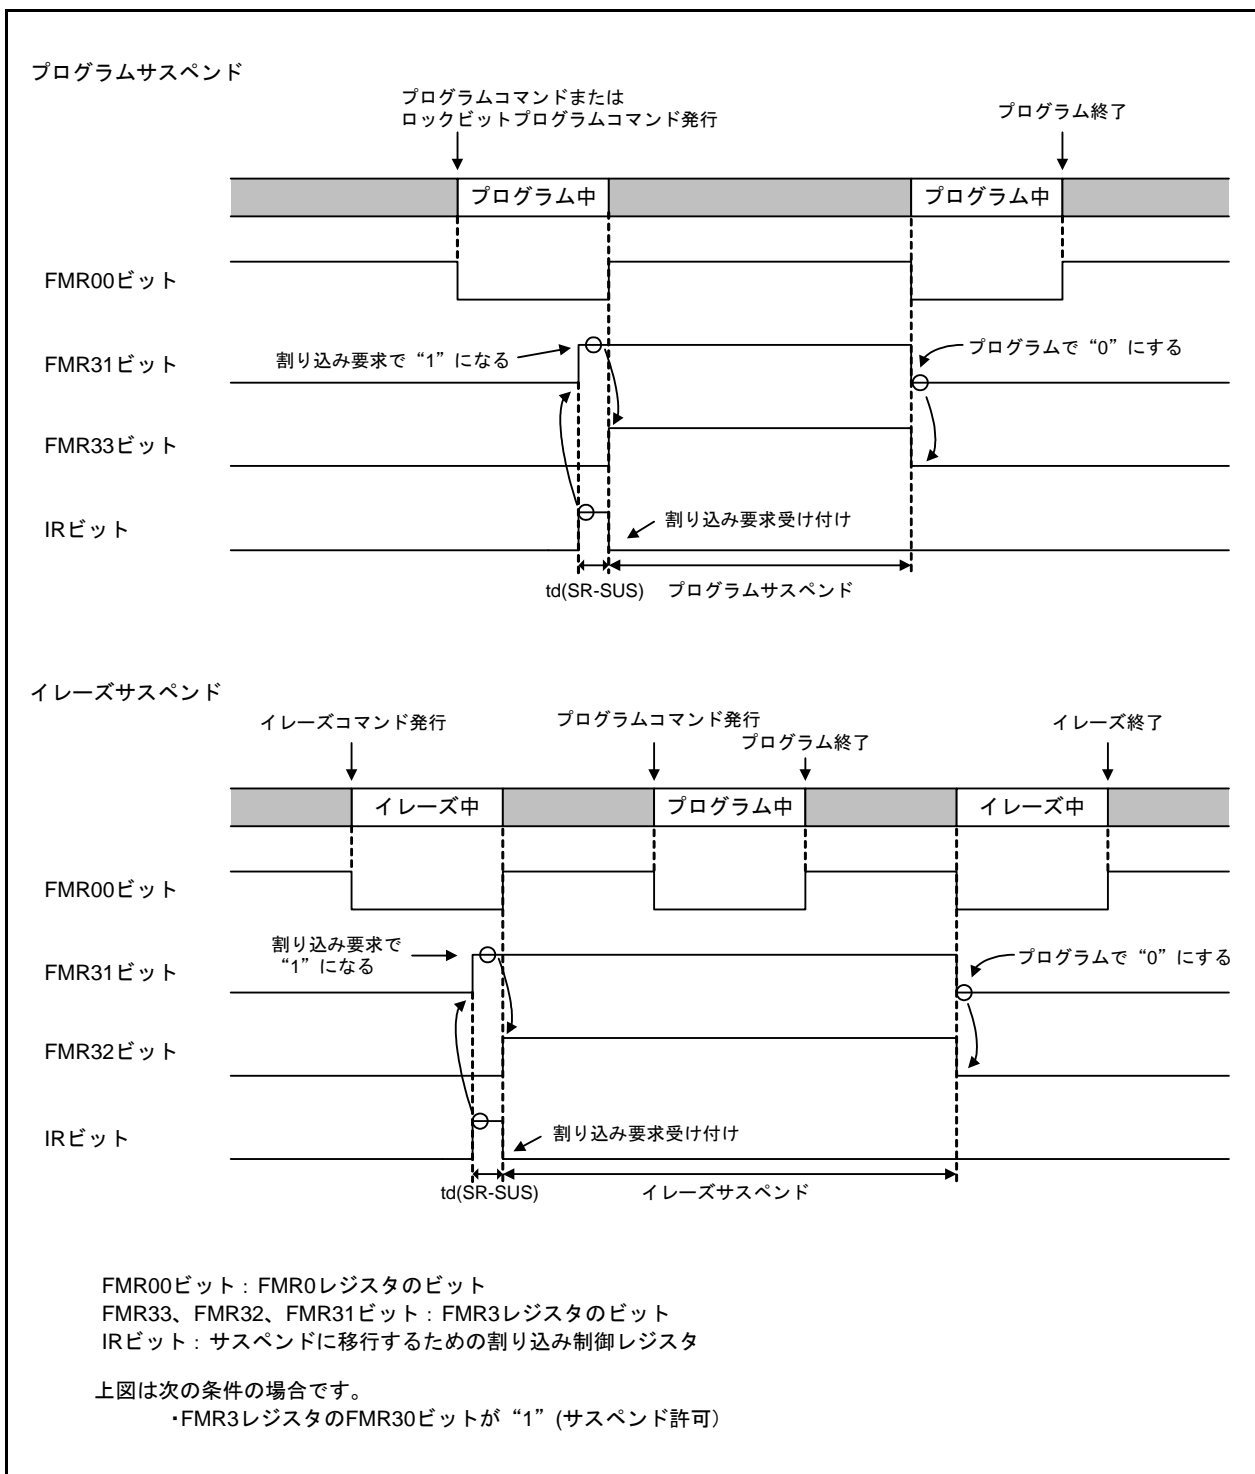 プログラムサスペンド
プログラムコマンドまたは
ロックビットプログラムコマンド発行
プログラム終了
プログラム中
プログラム中
FMR00ビット
FMR31ビット
割り込み要求で“1”になる
プログラムで“0”にする
FMR33ビット
IRビット
割り込み要求受け付け
td(SR-SUS)
プログラムサスペンド
イレーズサスペンド
イレーズコマンド発行
プログラムコマンド発行
プログラム終了
イレーズ終了
イレーズ中
プログラム中
イレーズ中
FMR00ビット
割り込み要求で
“1”になる
FMR31ビット
プログラムで“0”にする
FMR32ビット
IRビット
割り込み要求受け付け
td(SR-SUS)
イレーズサスペンド
FMR00ビット：FMR0レジスタのビット
FMR33、FMR32、FMR31ビット：FMR3レジスタのビット
IRビット：サスペンドに移行するための割り込み制御レジスタ
上図は次の条件の場合です。
・FMR3レジスタのFMR30ビットが“1”(サスペンド許可）